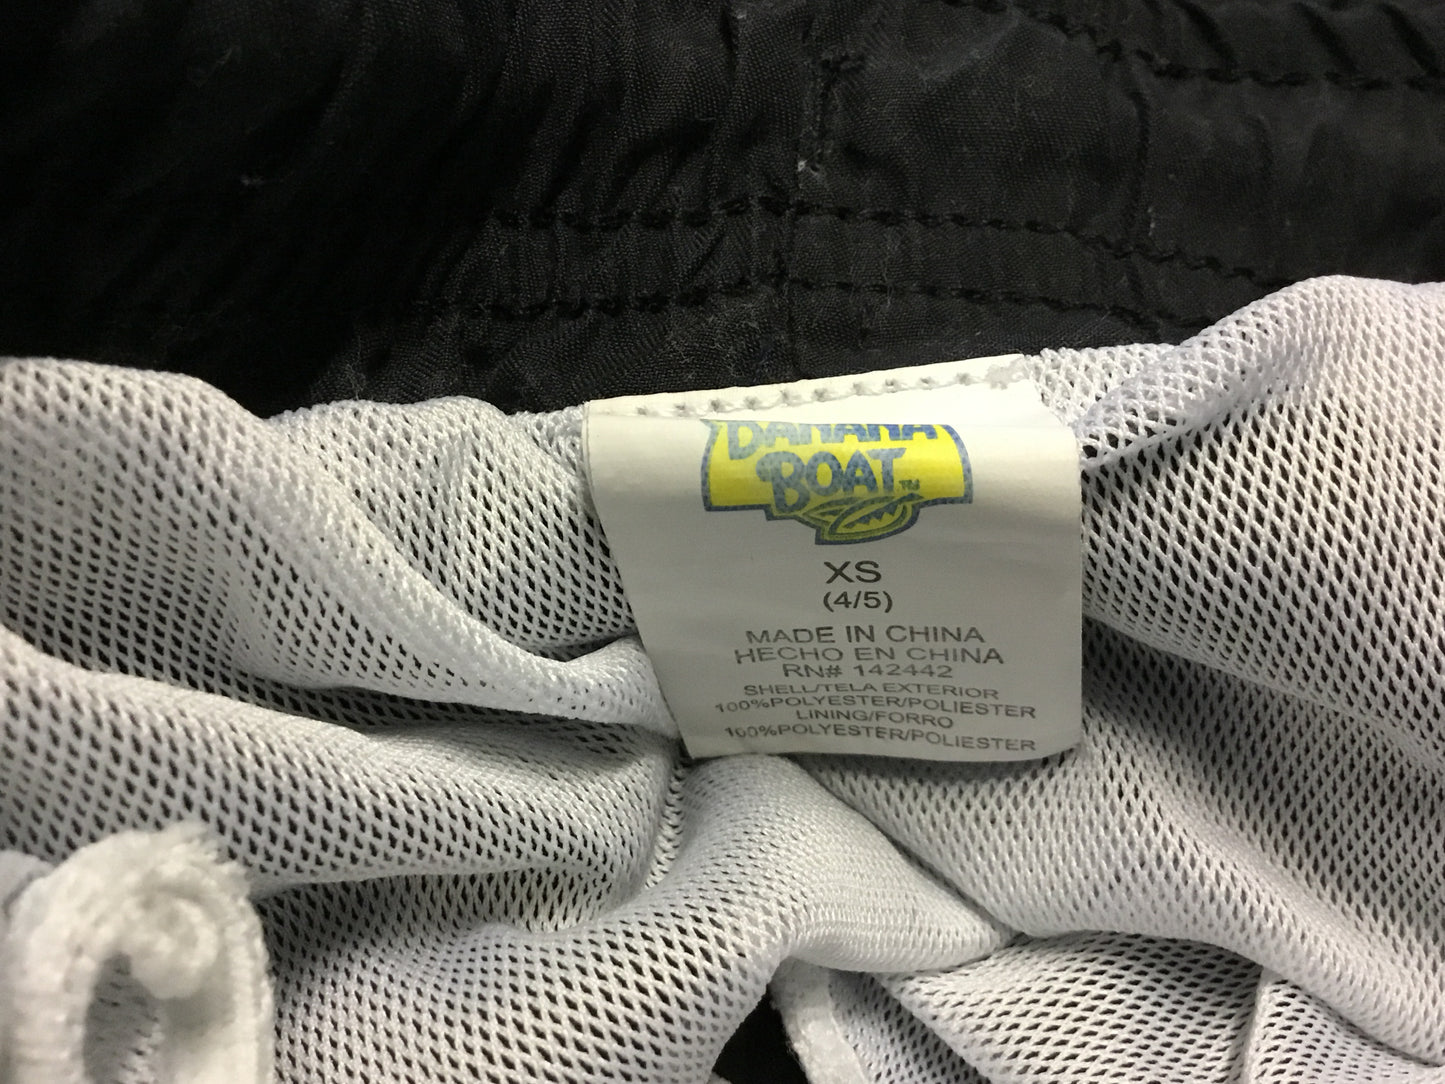 BANANA
BOAT™
XS
(4/5)
MADE IN CHINA
HECHO EN CHINA
RN# 142442
SHELL/TELA EXTERIOR
100%POLYESTER/POLIESTER
LINING/FORRO
100%POLYESTER/POLIESTER